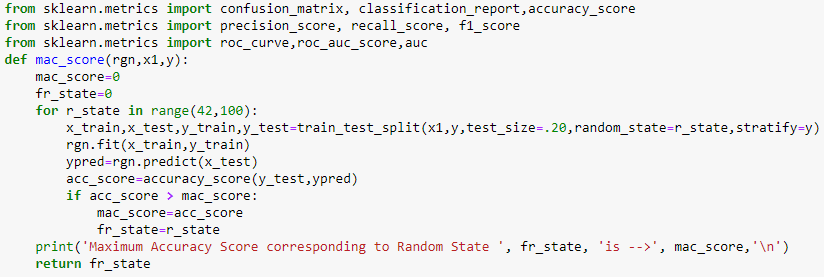 from sklearn.metrics import confusion_matrix, classification_report,accuracy_score
from sklearn.metrics import precision_score, recall_score, f1_score
from sklearn.metrics import roc_curve,roc_auc_score,auc
def mac_score(rgn,x1,y):
    mac_score=0
    fr_state=0
    for r_state in range(42,100):
        x_train,x_test,y_train,y_test=train_test_split(x1,y,test_size=.20,random_state=r_state,stratify=y)
        rgn.fit(x_train,y_train)
        ypred=rgn.predict(x_test)
        acc_score=accuracy_score(y_test,ypred)
        if acc_score > mac_score:
            mac_score=acc_score
            fr_state=r_state
    print('Maximum Accuracy Score corresponding to Random State ', fr_state, 'is -->', mac_score,'\n')
    return fr_state